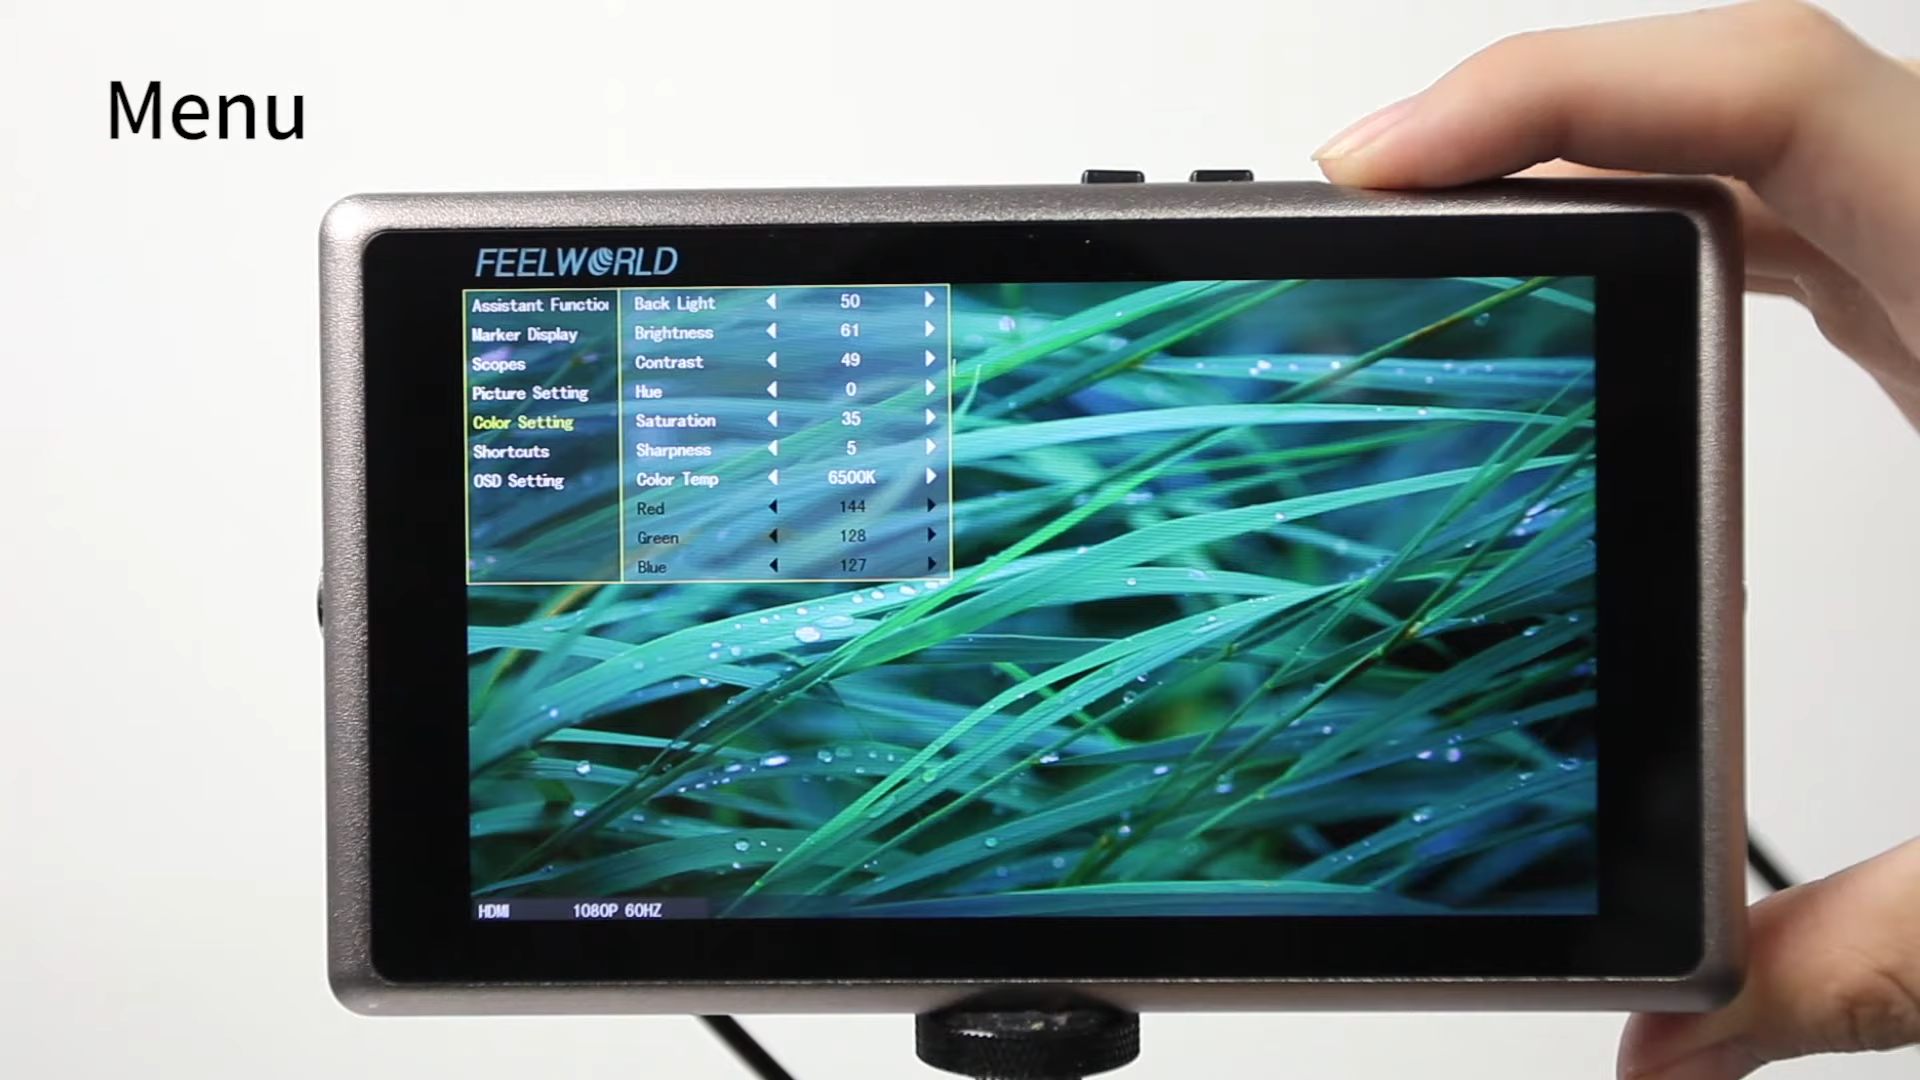 Menu
FEELWORLD
Assistant Function
Marker Display
Scopes
Picture Setting
Color Setting
Shortcuts
OSD Setting
Back Light 50
Brightness 61
Contrast 49
Hue 0
Saturation 35
Sharpness 5
Color Temp 6500K
Red 144
Green 128
Blue 127
HDMI 1080P 60HZ